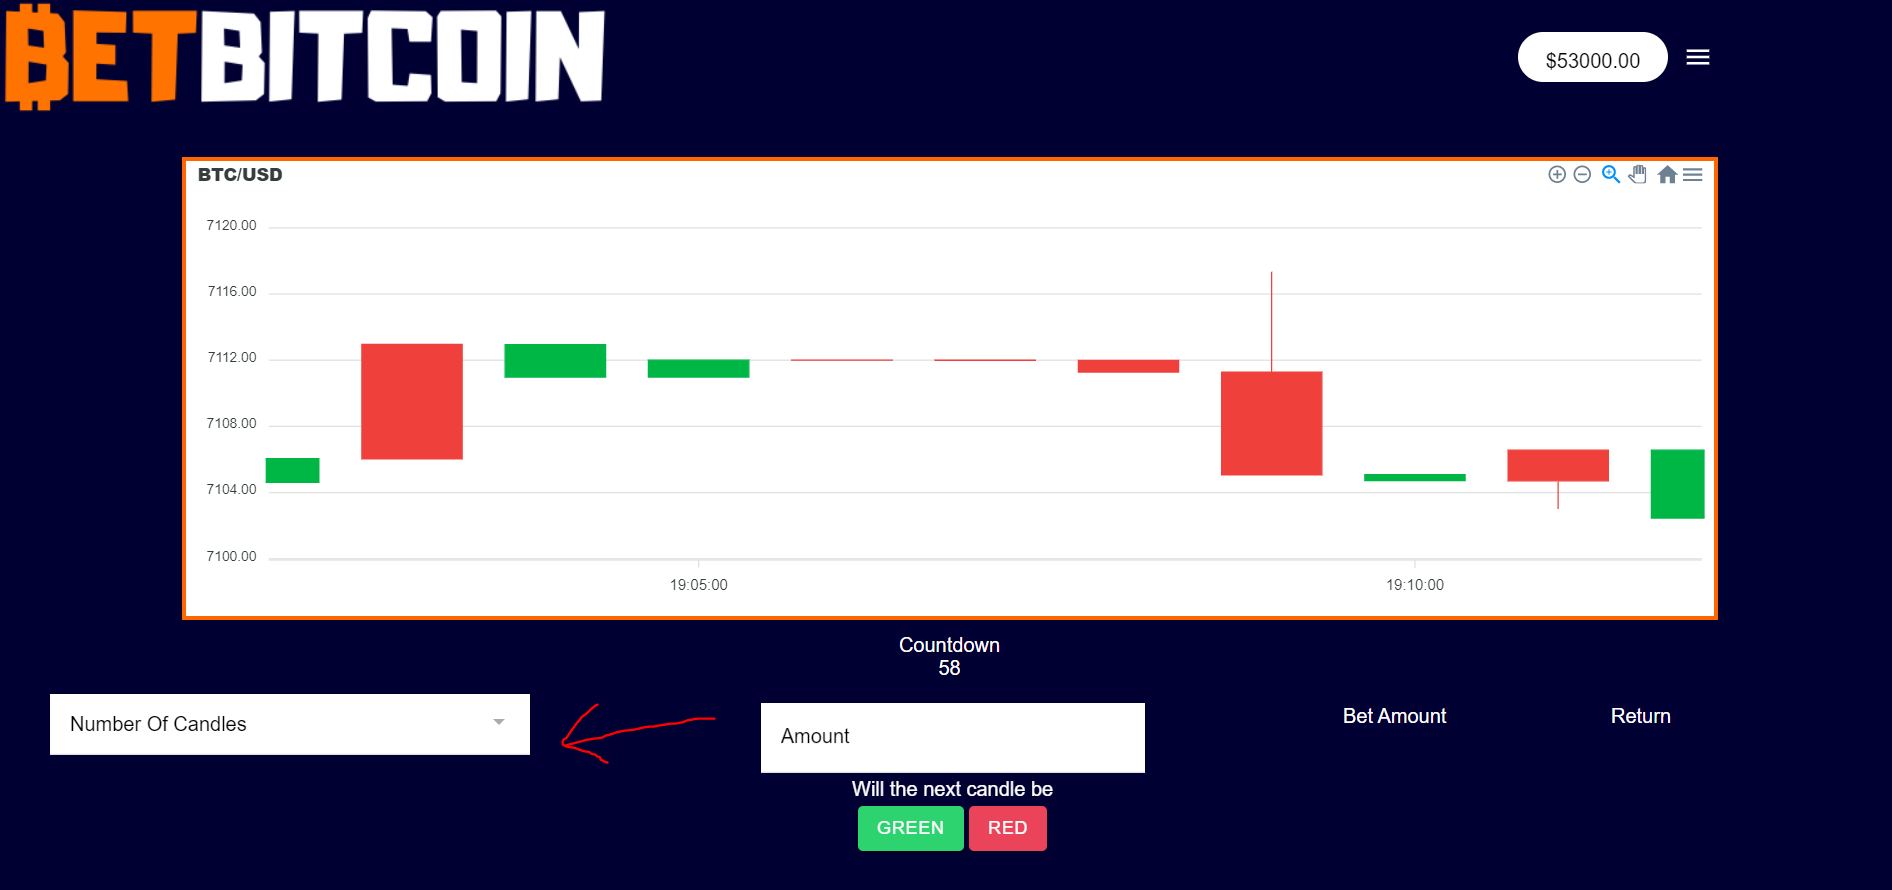 BETBITCOIN
$53000.00
BTC/USD
7120.00
7116.00
7112.00
7108.00
7104.00
7100.00
19:05:00 19:10:00
Countdown
58
Number Of Candles
Amount
Bet Amount Return
Will the next candle be
GREEN RED